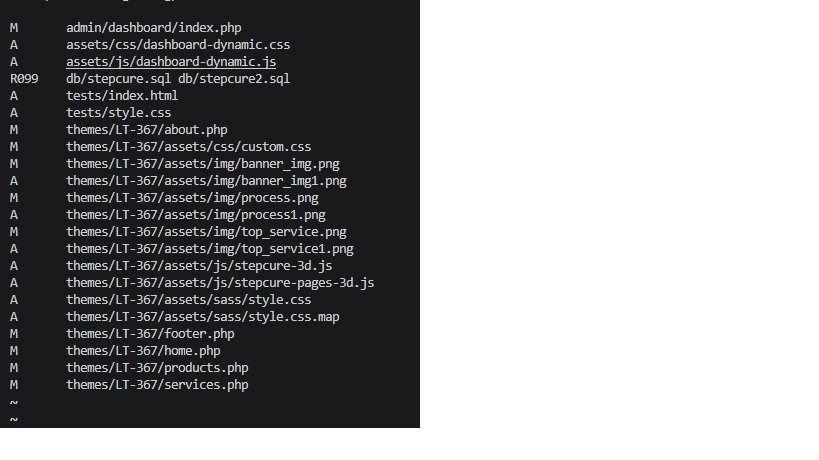 M admin/dashboard/index.php
A assets/css/dashboard-dynamic.css
A assets/js/dashboard-dynamic.js
R099 db/stepcure.sql db/stepcure2.sql
A tests/index.html
A tests/style.css
M themes/LT-367/about.php
M themes/LT-367/assets/css/custom.css
M themes/LT-367/assets/img/banner_img.png
A themes/LT-367/assets/img/banner_img1.png
M themes/LT-367/assets/img/process.png
A themes/LT-367/assets/img/process1.png
M themes/LT-367/assets/img/top_service.png
A themes/LT-367/assets/img/top_service1.png
A themes/LT-367/assets/js/stepcure-3d.js
A themes/LT-367/assets/js/stepcure-pages-3d.js
A themes/LT-367/assets/sass/style.css
A themes/LT-367/assets/sass/style.css.map
M themes/LT-367/footer.php
M themes/LT-367/home.php
M themes/LT-367/products.php
M themes/LT-367/services.php
~
~